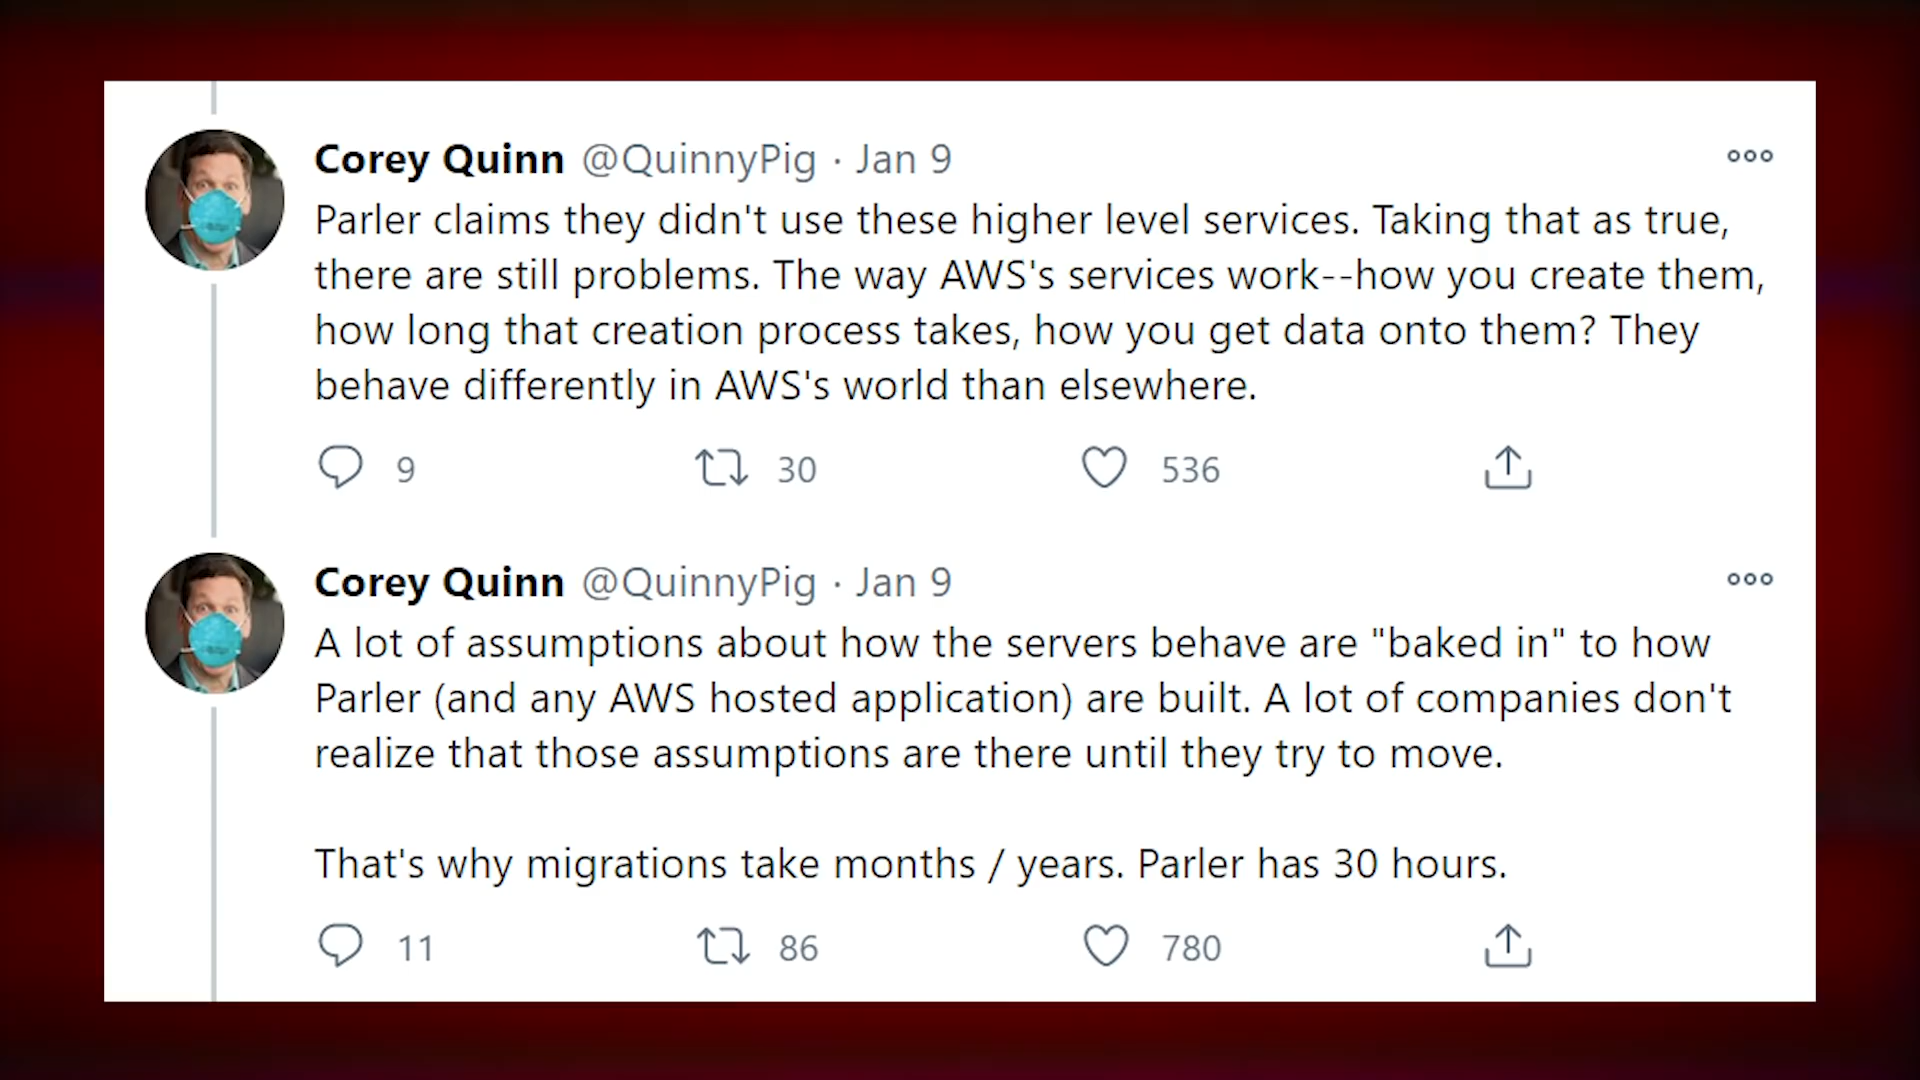 Corey Quinn @QuinnyPig · Jan 9
Parler claims they didn't use these higher level services. Taking that as true,
there are still problems. The way AWS's services work--how you create them,
how long that creation process takes, how you get data onto them? They
behave differently in AWS's world than elsewhere.
9 30 536
Corey Quinn @QuinnyPig · Jan 9
A lot of assumptions about how the servers behave are "baked in" to how
Parler (and any AWS hosted application) are built. A lot of companies don't
realize that those assumptions are there until they try to move.
That's why migrations take months / years. Parler has 30 hours.
11 86 780